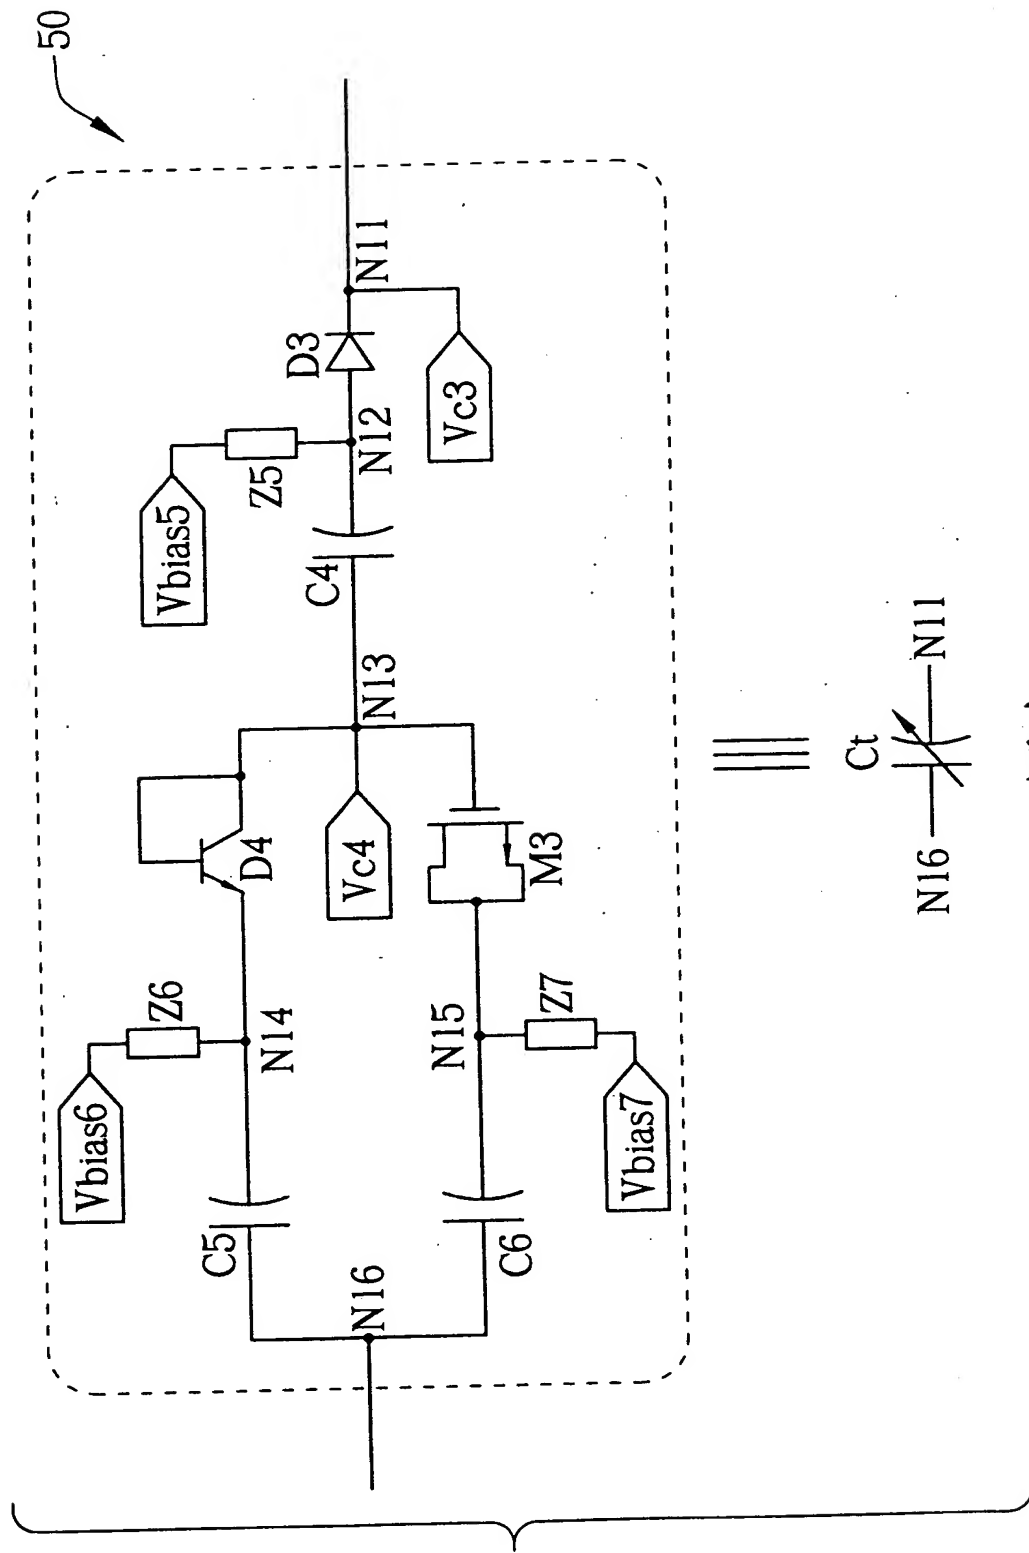 50
Vbias6
Z6
C5
N14
D4
Vbias5
Z5
N16
Vc4
N13
C4
N12
D3
N11
Vc3
C6
N15
M3
Z7
Vbias7
Ct
N16
N11